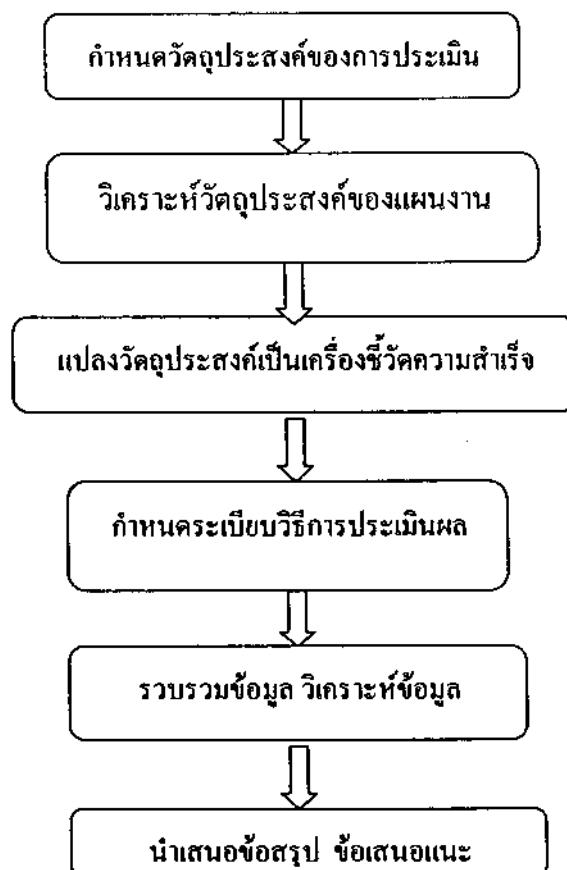 กำหนดวัตถุประสงค์ของการประเมิน
วิเคราะห์วัตถุประสงค์ของแผนงาน
แปลงวัตถุประสงค์เป็นเครื่องชี้วัดความสำเร็จ
กำหนดระเบียบวิธีการประเมินผล
รวบรวมข้อมูล วิเคราะห์ข้อมูล
นำเสนอข้อสรุป ข้อเสนอแนะ